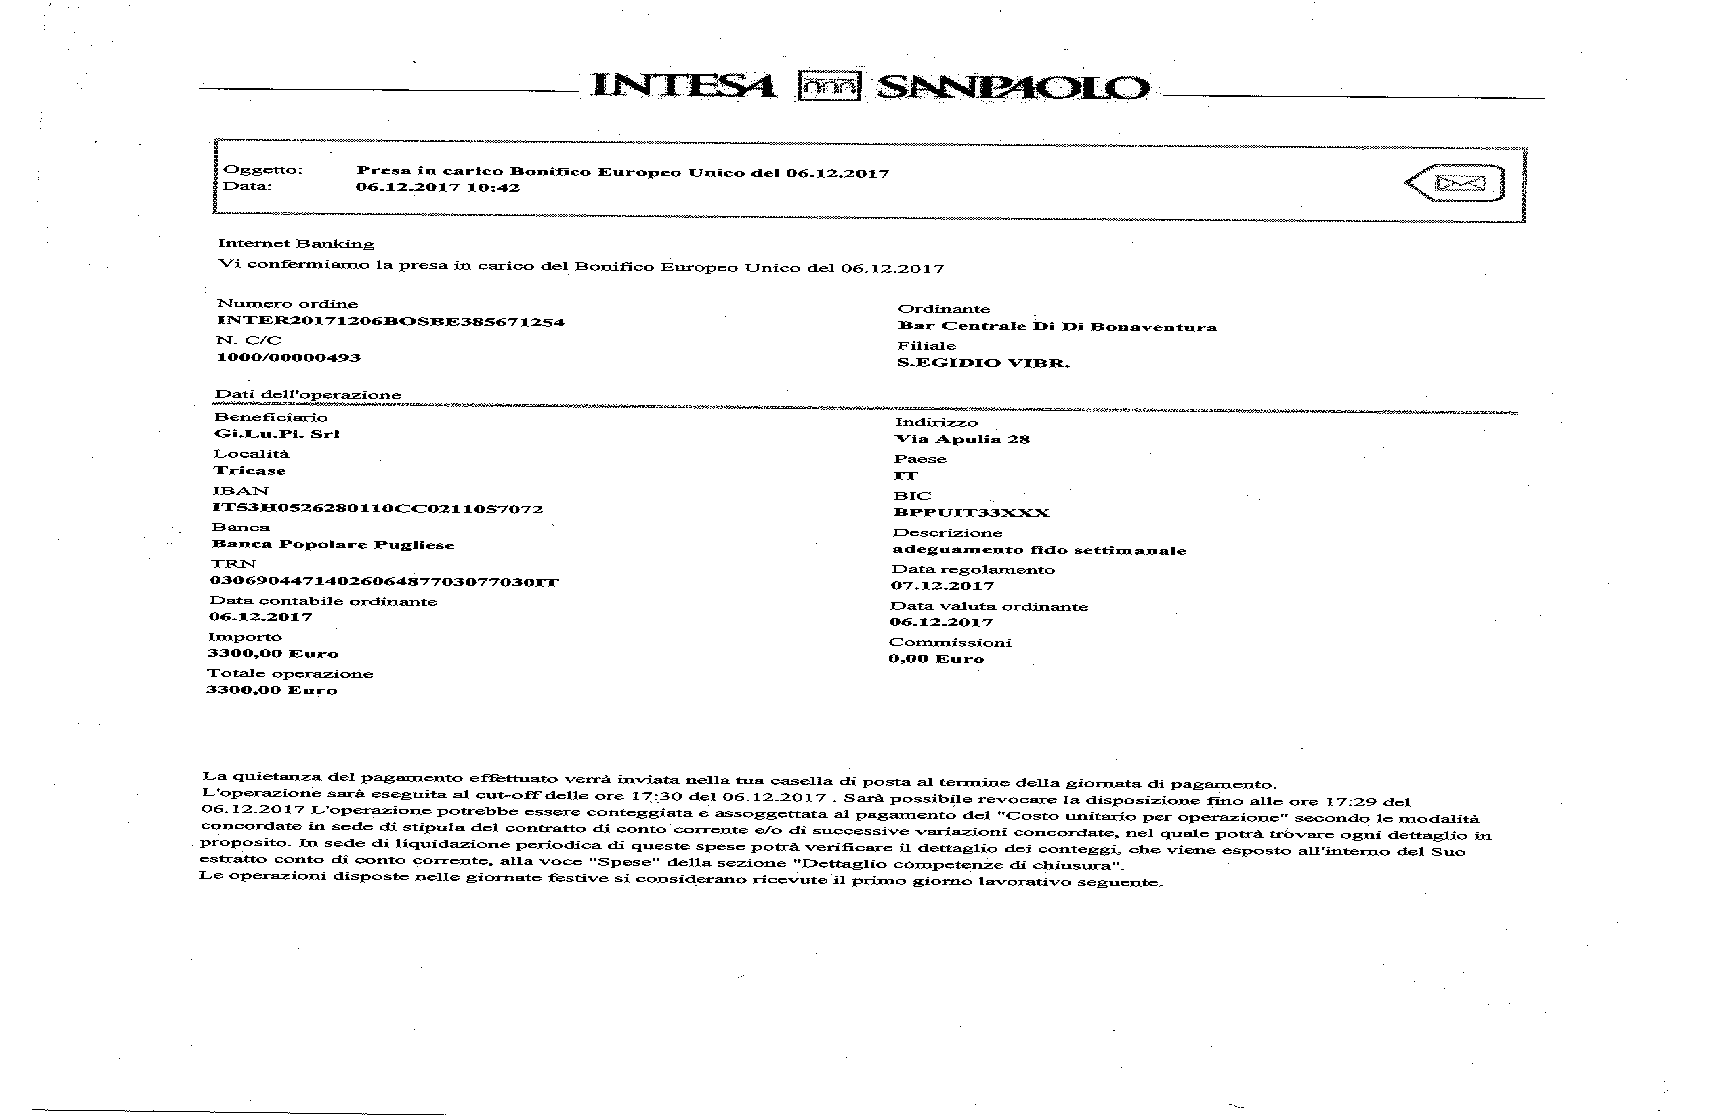 INTESA SANPAOLO
Oggetto: Presa in carico Bonifico Europeo Unico del 06.12.2017
Data: 06.12.2017 10:42
Internet Banking
Vi confermiamo la presa in carico del Bonifico Europeo Unico del 06.12.2017
Numero ordine
INTER20171206BOSBE385671254
N. C/C
1000/00000493
Ordinante
Bar Centrale Di Di Bonaventura
Filiale
S.EGIDIO VIBR.
Dati dell'operazione
Beneficiario
Gi.Lu.Pi. Srl
Località
Tricase
IBAN
IT53H0526280110CC0211057072
Banca
Banca Popolare Pugliese
TRN
0306904471402606487703077030IT
Data contabile ordinante
06.12.2017
Importo
3300,00 Euro
Totale operazione
3300,00 Euro
Indirizzo
Via Apulia 28
Paese
IT
BIC
BPPUIT33XXX
Descrizione
adeguamento fido settimanale
Data regolamento
07.12.2017
Data valuta ordinante
06.12.2017
Commissioni
0,00 Euro
La quietanza del pagamento effettuato verrà inviata nella tua casella di posta al termine della giornata di pagamento.
L'operazione sarà eseguita al cut-off delle ore 17:30 del 06.12.2017 . Sarà possibile revocare la disposizione fino alle ore 17:29 del
06.12.2017 L'operazione potrebbe essere conteggiata e assoggettata al pagamento del "Costo unitario per operazione" secondo le modalità
concordate in sede di stipula del contratto di conto corrente e/o di successive variazioni concordate, nel quale potrà trovare ogni dettaglio in
proposito. In sede di liquidazione periodica di queste spese potrà verificare il dettaglio dei conteggi, che viene esposto all'interno del Suo
estratto conto di conto corrente, alla voce "Spese" della sezione "Dettaglio competenze di chiusura".
Le operazioni disposte nelle giornate festive si considerano ricevute il primo giorno lavorativo seguente.